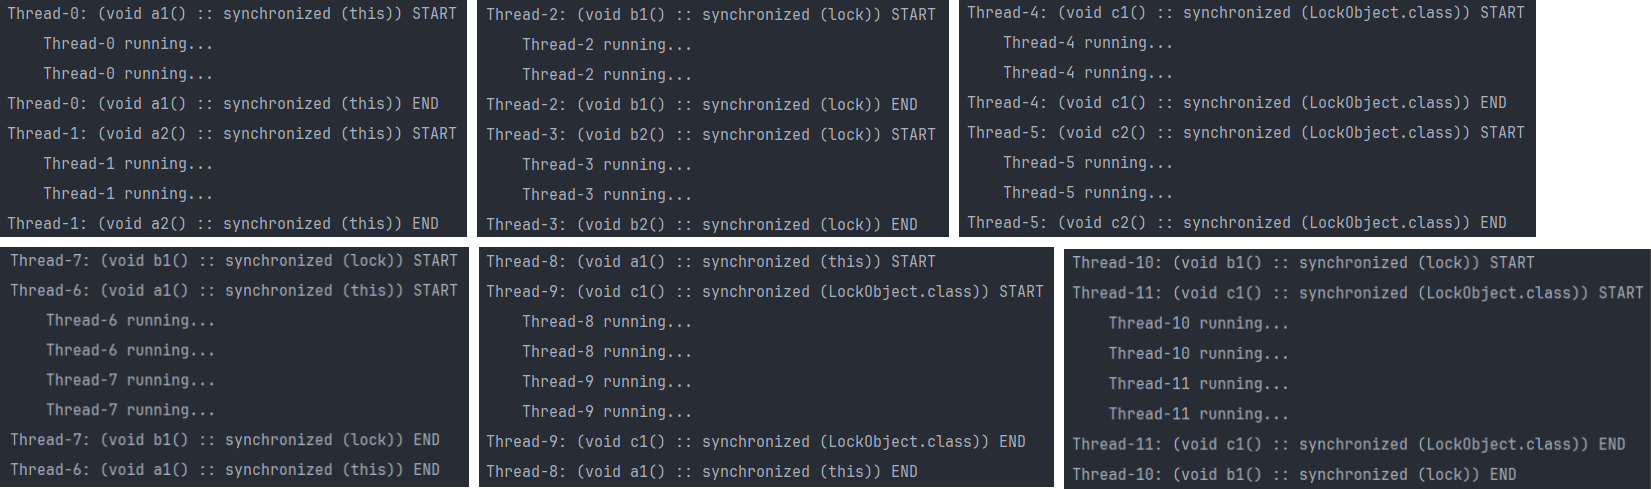 Thread-0: (void a1() :: synchronized (this)) START
Thread-0 running...
Thread-0 running...
Thread-0: (void a1() :: synchronized (this)) END
Thread-1: (void a2() :: synchronized (this)) START
Thread-1 running...
Thread-1 running...
Thread-1: (void a2() :: synchronized (this)) END
Thread-2: (void b1() :: synchronized (lock)) START
Thread-2 running...
Thread-2 running...
Thread-2: (void b1() :: synchronized (lock)) END
Thread-3: (void b2() :: synchronized (lock)) START
Thread-3 running...
Thread-3 running...
Thread-3: (void b2() :: synchronized (lock)) END
Thread-4: (void c1() :: synchronized (LockObject.class)) START
Thread-4 running...
Thread-4 running...
Thread-4: (void c1() :: synchronized (LockObject.class)) END
Thread-5: (void c2() :: synchronized (LockObject.class)) START
Thread-5 running...
Thread-5 running...
Thread-5: (void c2() :: synchronized (LockObject.class)) END
Thread-7: (void b1() :: synchronized (lock)) START
Thread-6: (void a1() :: synchronized (this)) START
Thread-6 running...
Thread-6 running...
Thread-7 running...
Thread-7 running...
Thread-7: (void b1() :: synchronized (lock)) END
Thread-6: (void a1() :: synchronized (this)) END
Thread-8: (void a1() :: synchronized (this)) START
Thread-9: (void c1() :: synchronized (LockObject.class)) START
Thread-8 running...
Thread-8 running...
Thread-9 running...
Thread-9 running...
Thread-9: (void c1() :: synchronized (LockObject.class)) END
Thread-8: (void a1() :: synchronized (this)) END
Thread-10: (void b1() :: synchronized (lock)) START
Thread-11: (void c1() :: synchronized (LockObject.class)) START
Thread-10 running...
Thread-10 running...
Thread-11 running...
Thread-11 running...
Thread-11: (void c1() :: synchronized (LockObject.class)) END
Thread-10: (void b1() :: synchronized (lock)) END